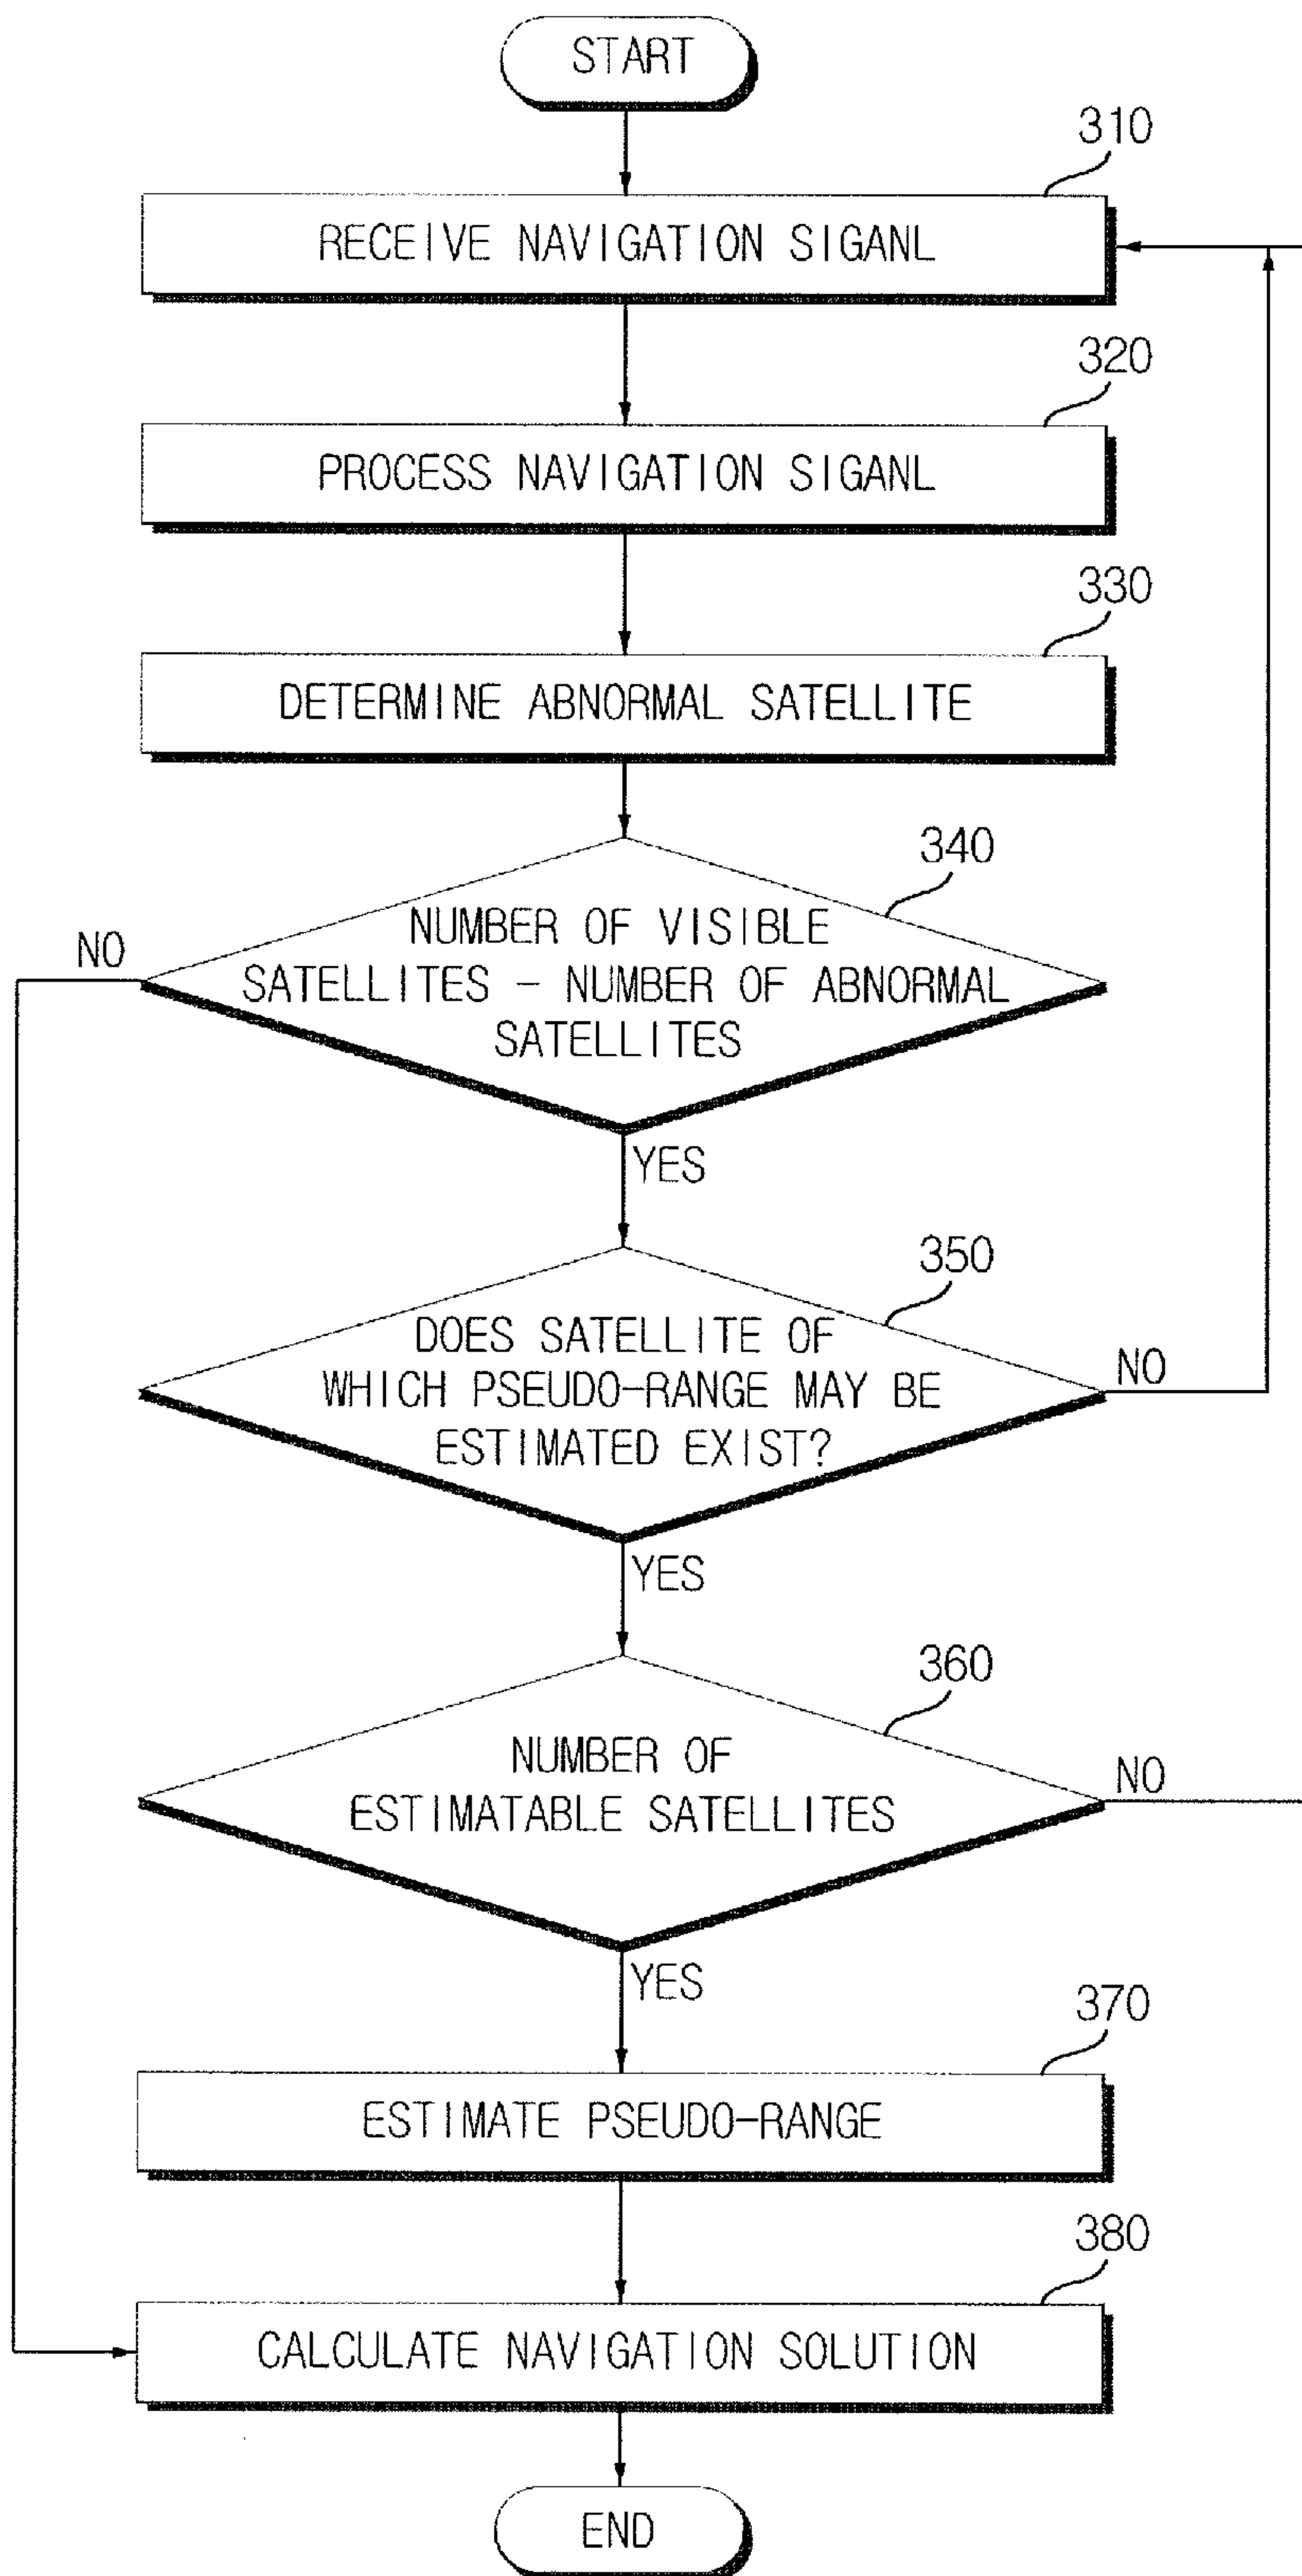 START
310
RECEIVE NAVIGATION SIGANL
320
PROCESS NAVIGATION SIGANL
330
DETERMINE ABNORMAL SATELLITE
340
NUMBER OF VISIBLE
SATELLITES - NUMBER OF ABNORMAL
SATELLITES
NO
YES
350
DOES SATELLITE OF
WHICH PSEUDO-RANGE MAY BE
ESTIMATED EXIST?
NO
YES
360
NUMBER OF
ESTIMATABLE SATELLITES
NO
YES
370
ESTIMATE PSEUDO-RANGE
380
CALCULATE NAVIGATION SOLUTION
END